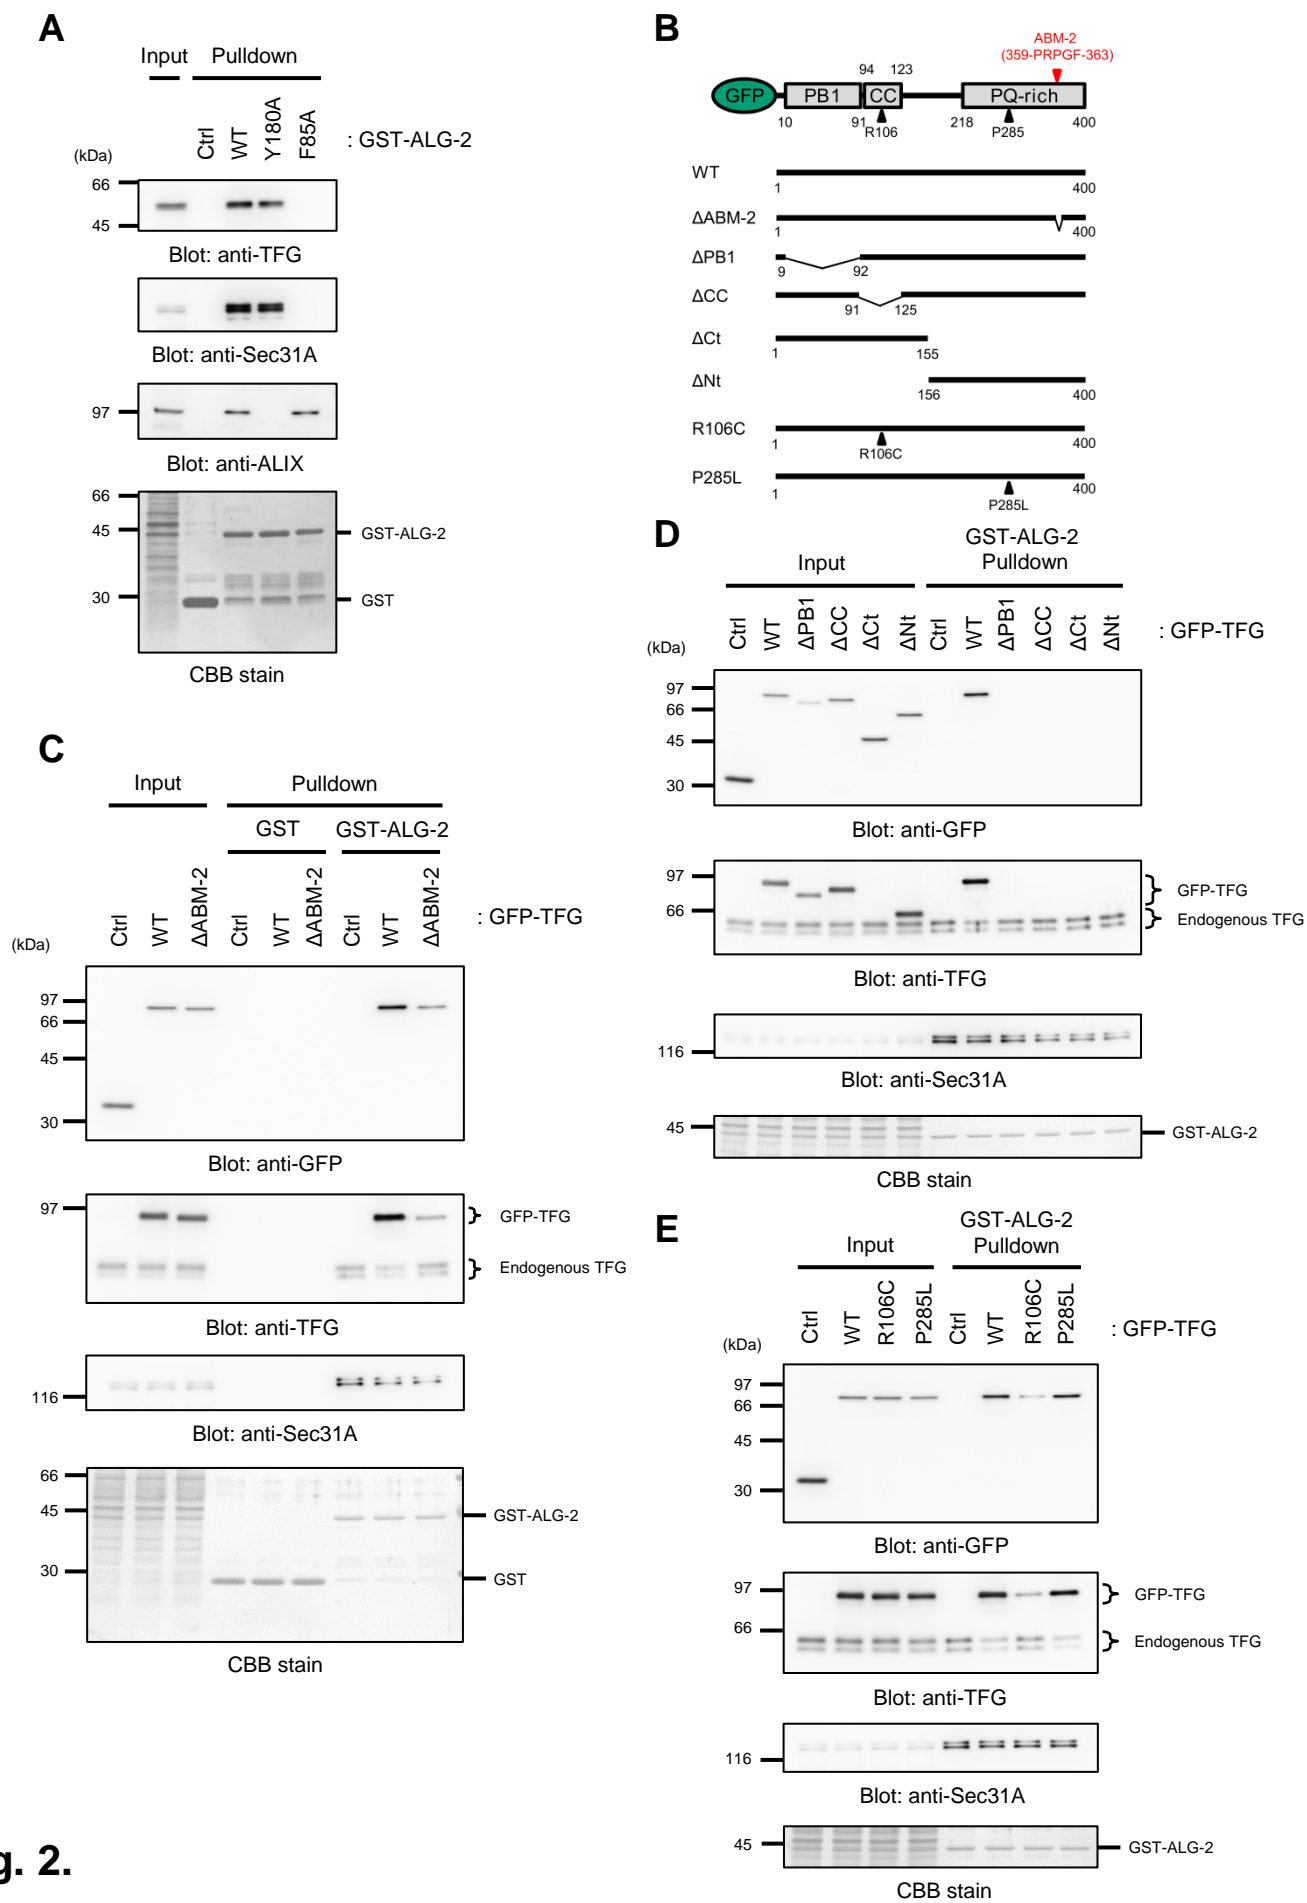 A
Input Pulldown
Ctrl
WT
Y180A
F85A
: GST-ALG-2
(kDa)
66
45
Blot: anti-TFG
Blot: anti-Sec31A
97
Blot: anti-ALIX
66
45
30
GST-ALG-2
GST
CBB stain
B
ABM-2
(359-PRPGF-363)
94 123
GFP PB1 CC PQ-rich
10 91 R106 218 P285 400
WT
1 400
ΔABM-2
1 400
ΔPB1
9 92
ΔCC
91 125
ΔCt
1 155
ΔNt
156 400
R106C
1 R106C 400
P285L
1 P285L 400
C
Input Pulldown
GST GST-ALG-2
Ctrl
WT
ΔABM-2
Ctrl
WT
ΔABM-2
Ctrl
WT
ΔABM-2
: GFP-TFG
(kDa)
97
66
45
30
Blot: anti-GFP
97
GFP-TFG
Endogenous TFG
Blot: anti-TFG
116
Blot: anti-Sec31A
66
45
30
GST-ALG-2
GST
CBB stain
D
Input
GST-ALG-2
Pulldown
Ctrl
WT
ΔPB1
ΔCC
ΔCt
ΔNt
Ctrl
WT
ΔPB1
ΔCC
ΔCt
ΔNt
: GFP-TFG
(kDa)
97
66
45
30
Blot: anti-GFP
97
66
GFP-TFG
Endogenous TFG
Blot: anti-TFG
116
Blot: anti-Sec31A
45
GST-ALG-2
CBB stain
E
Input
GST-ALG-2
Pulldown
Ctrl
WT
R106C
P285L
Ctrl
WT
R106C
P285L
: GFP-TFG
(kDa)
97
66
45
30
Blot: anti-GFP
97
66
GFP-TFG
Endogenous TFG
Blot: anti-TFG
116
Blot: anti-Sec31A
45
GST-ALG-2
CBB stain
g. 2.